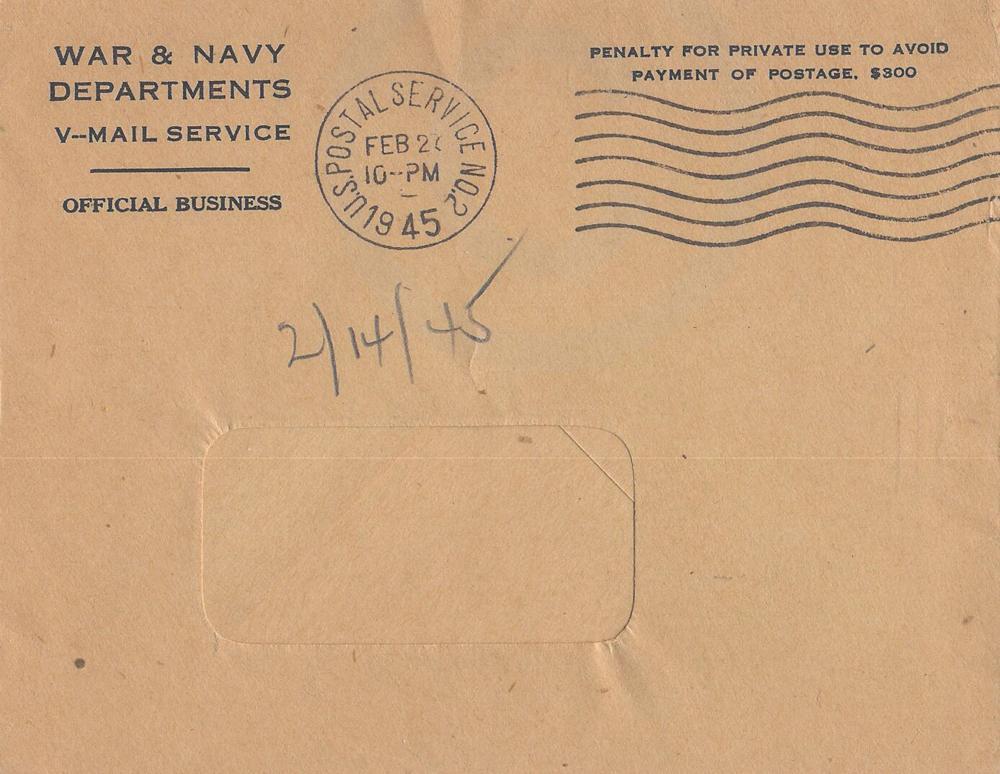 WAR & NAVY
DEPARTMENTS
V--MAIL SERVICE
OFFICIAL BUSINESS
U.S. POSTAL SERVICE NO. 2
FEB
10--PM
1945
PENALTY FOR PRIVATE USE TO AVOID
PAYMENT OF POSTAGE, $300
2/14/45